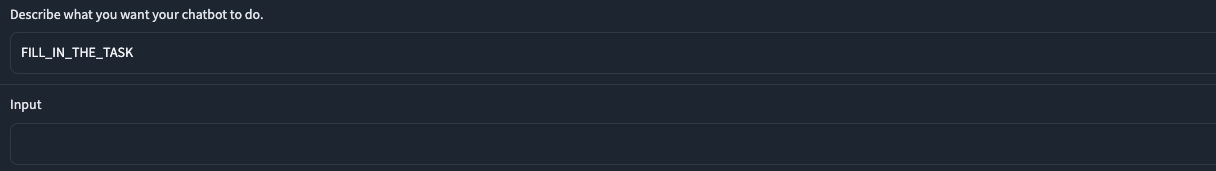 Describe what you want your chatbot to do.
FILL_IN_THE_TASK
Input